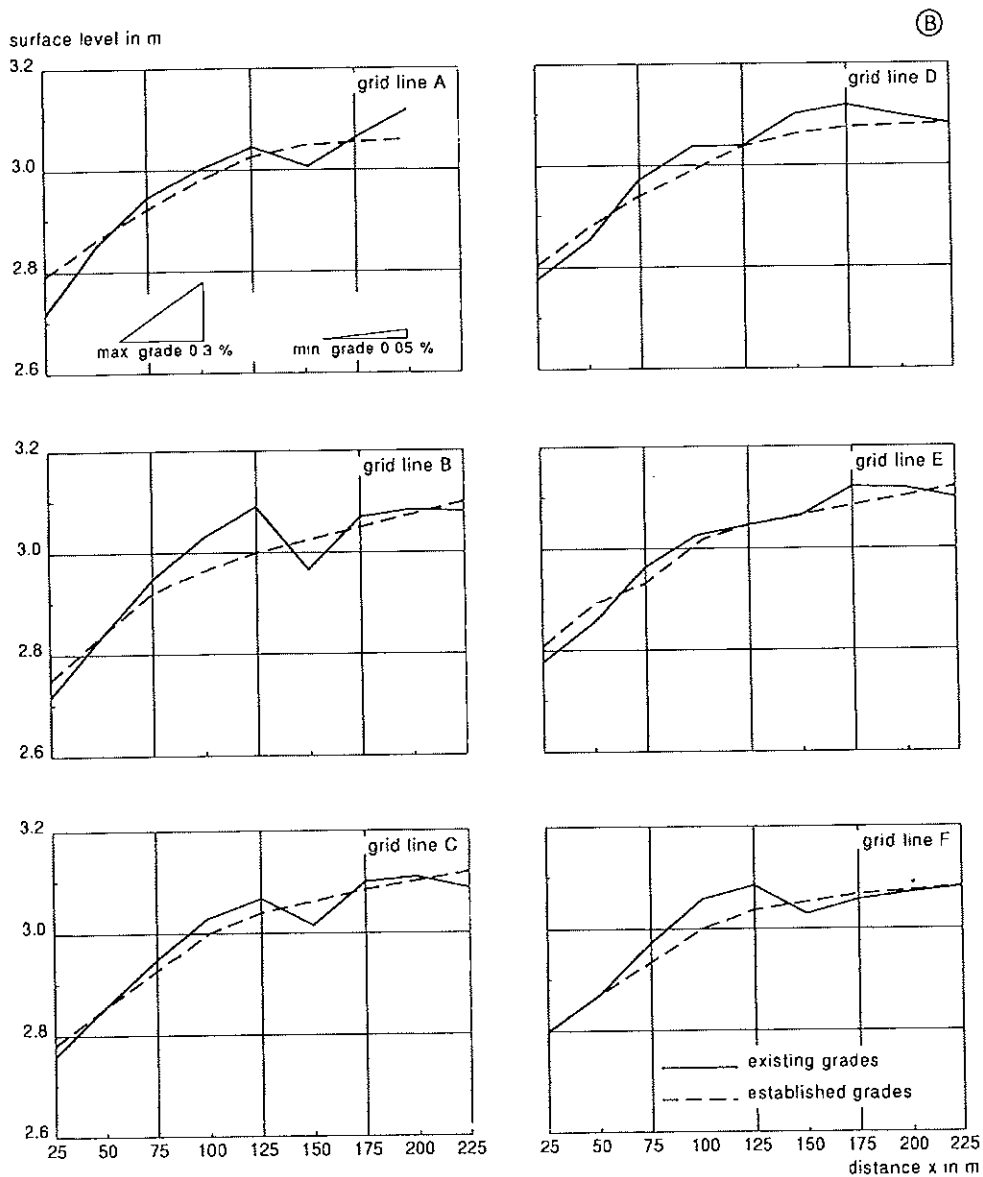 B
surface level in m
3.2
3.0
2.8
2.6
grid line A
max grade 0 3 %
min grade 0 05 %
grid line D
3.2
3.0
2.8
2.6
grid line B
grid line E
3.2
3.0
2.8
2.6
grid line C
25 50 75 100 125 150 175 200 225
grid line F
existing grades
established grades
25 50 75 100 125 150 175 200 225
distance x in m